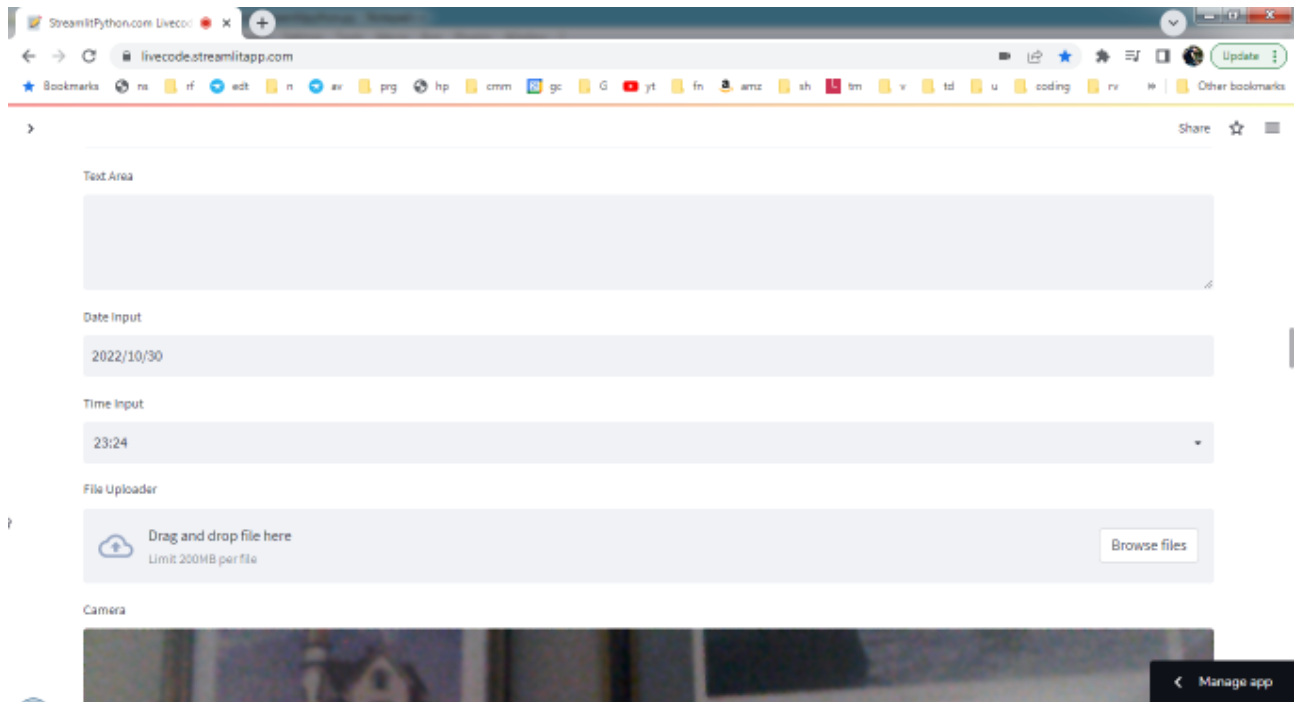 StreamlitPython.com Livecod
livecode.streamlitapp.com
Update
Bookmarks ns rf edt n av prg hp cmm gc G yt fn amz sh tm v td u coding rv » Other bookmarks
Share
Text Area
Date Input
2022/10/30
Time Input
23:24
File Uploader
Drag and drop file here
Limit 200MB per file
Browse files
Camera
Manage app